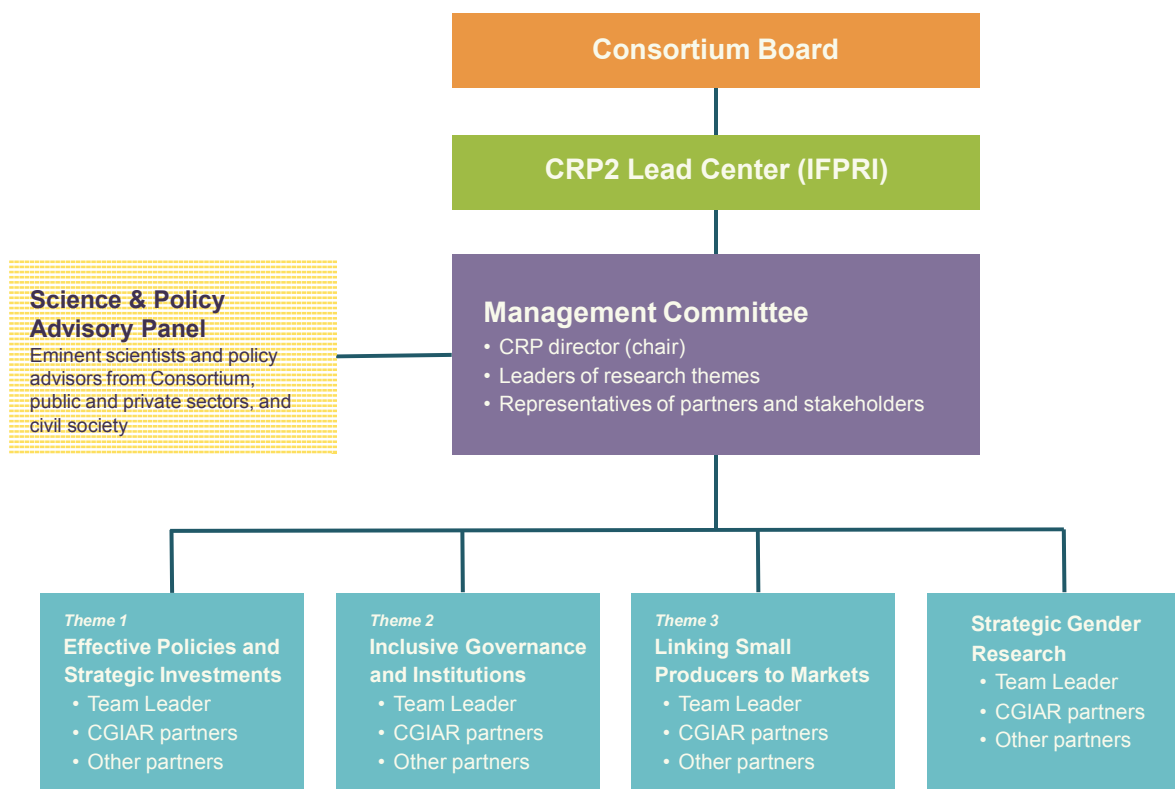 Consortium Board
CRP2 Lead Center (IFPRI)
Science & Policy
Advisory Panel
Eminent scientists and policy
advisors from Consortium,
public and private sectors, and
civil society
Management Committee
• CRP director (chair)
• Leaders of research themes
• Representatives of partners and stakeholders
Theme 1
Effective Policies and
Strategic Investments
• Team Leader
• CGIAR partners
• Other partners
Theme 2
Inclusive Governance
and Institutions
• Team Leader
• CGIAR partners
• Other partners
Theme 3
Linking Small
Producers to Markets
• Team Leader
• CGIAR partners
• Other partners
Strategic Gender
Research
• Team Leader
• CGIAR partners
• Other partners